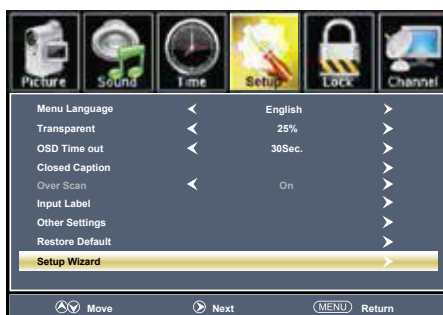 Picture Sound Time Setup Lock Channel
Menu Language English
Transparent 25%
OSD Time out 30Sec.
Closed Caption
Over Scan On
Input Label
Other Settings
Restore Default
Setup Wizard
Move Next MENU Return